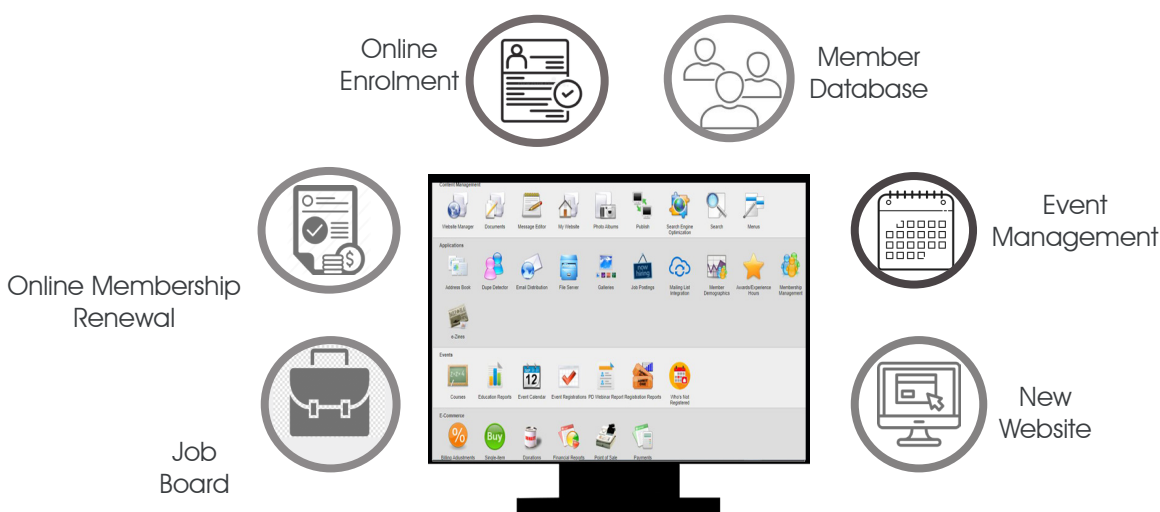 Online
Enrolment
Member
Database
Event
Management
Online Membership
Renewal
New
Website
Job
Board
Content Management
Website Manager
Documents
Message Editor
My Website
Photo Albums
Publish
Search Engine
Optimization
Search
Menus
Applications
Address Book
Dupe Detector
Email Distribution
File Server
Galleries
Job Postings
Mailing List
Integration
Member
Demographics
Awards/Experience
Hours
Membership
Management
e-Zines
Events
12
Courses
Education Reports
Event Calendar
Event Registrations
PD Webinar Report
Registration Reports
Who's Not
Registered
E-Commerce
%
Buy
Billing Adjustments
Single-Item
Donations
Financial Reports
Point of Sale
Payments